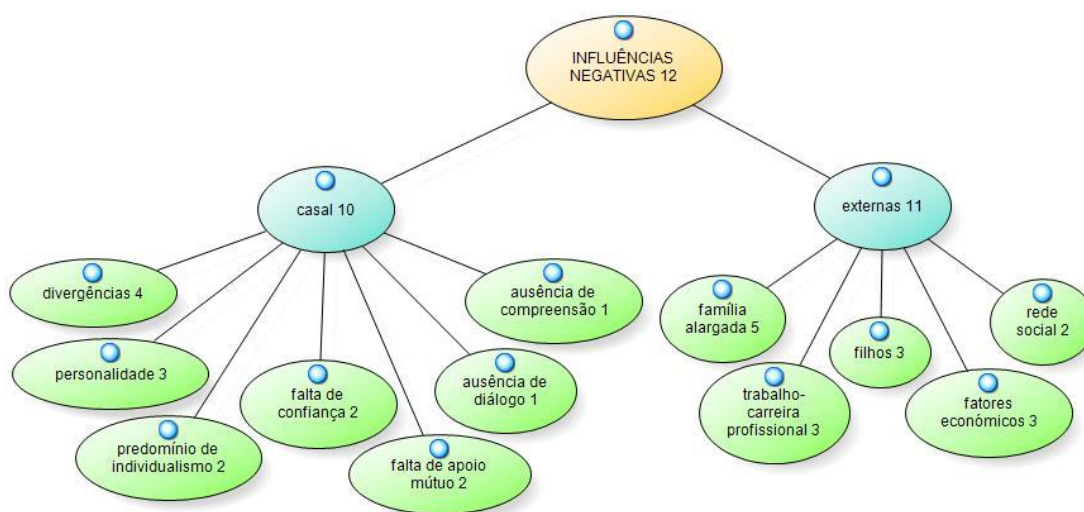 INFLUÊNCIAS
NEGATIVAS 12
casal 10
externas 11
divergências 4
personalidade 3
predomínio de
individualismo 2
falta de
confiança 2
falta de apoio
mútuo 2
ausência de
diálogo 1
ausência de
compreensão 1
família
alargada 5
trabalho-
carreira
profissional 3
filhos 3
fatores
económicos 3
rede
social 2